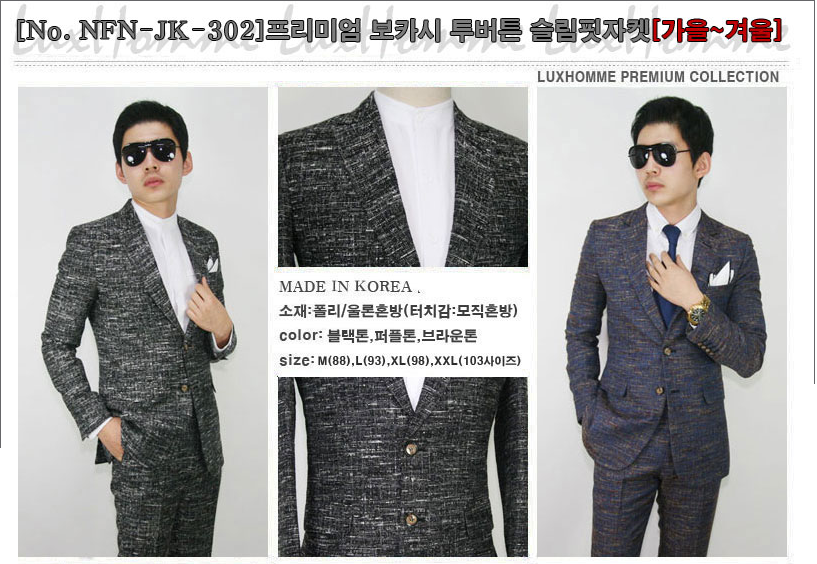 [No. NFN-JK-302]프리미엄 보카시 투버튼 슬림핏자켓[가을~겨울]
LuxHomme LuxHomme LuxHomme
LUXHOMME PREMIUM COLLECTION
MADE IN KOREA .
소재:폴리/울론혼방(터치감:모직혼방)
color: 블랙톤,퍼플톤,브라운톤
size: M(88),L(93),XL(98),XXL(103사이즈)